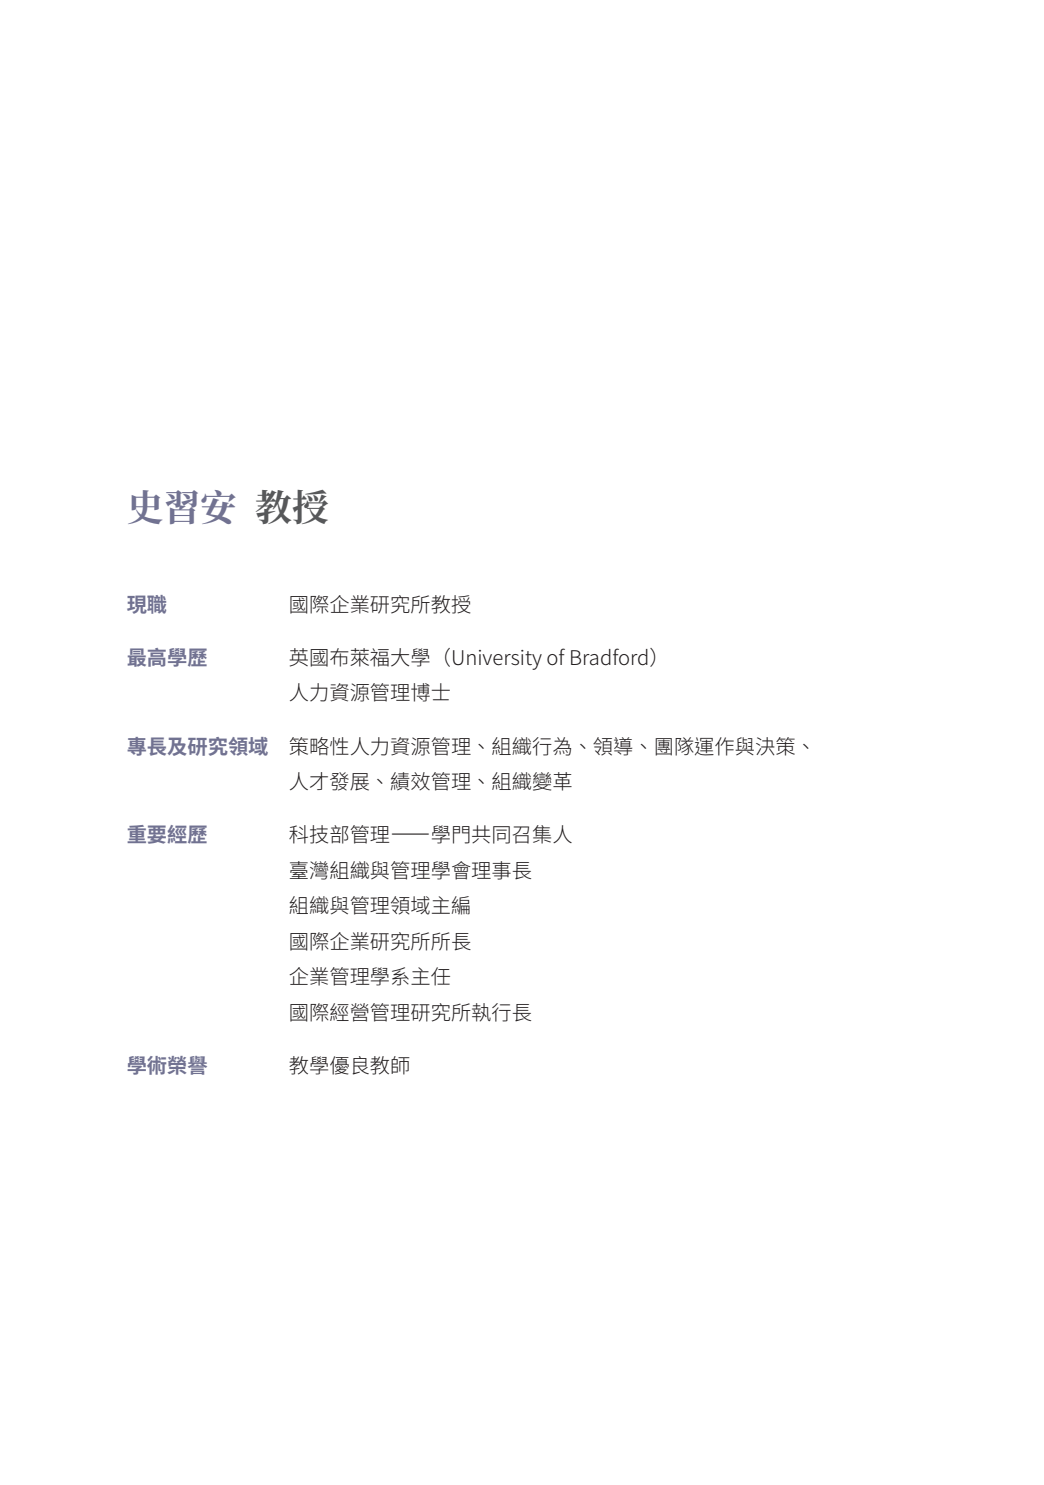 史習安 教授
現職 國際企業研究所教授
最高學歷 英國布萊福大學（University of Bradford）
人力資源管理博士
專長及研究領域 策略性人力資源管理、組織行為、領導、團隊運作與決策、
人才發展、績效管理、組織變革
重要經歷 科技部管理——學門共同召集人
臺灣組織與管理學會理事長
組織與管理領域主編
國際企業研究所所長
企業管理學系主任
國際經營管理研究所執行長
學術榮譽 教學優良教師